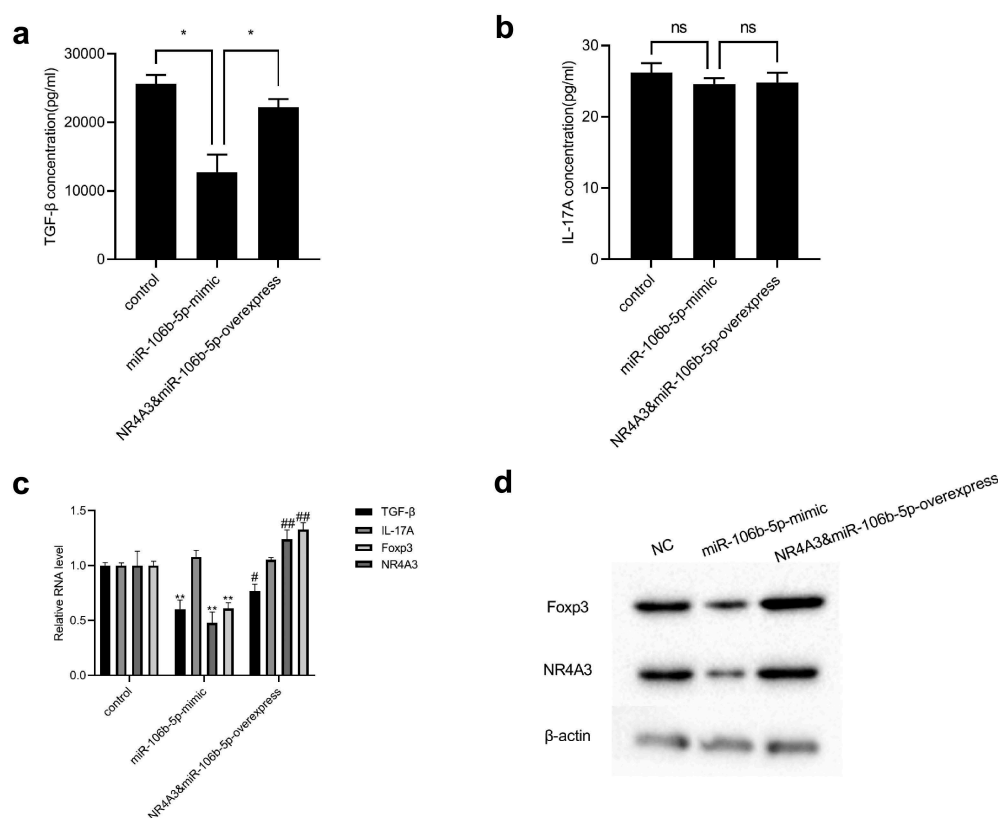 a
* *
30000
20000
10000
0
TGF-β concentration(pg/ml)
control
miR-106b-5p-mimic
NR4A3&miR-106b-5p-overexpress
b
ns ns
30
20
10
0
IL-17A concentration(pg/ml)
control
miR-106b-5p-mimic
NR4A3&miR-106b-5p-overexpress
c
1.5
1.0
0.5
0.0
Relative RNA level
** ** **
# ## ##
TGF-β
IL-17A
Foxp3
NR4A3
control
miR-106b-5p-mimic
NR4A3&miR-106b-5p-overexpress
d
NC
miR-106b-5p-mimic
NR4A3&miR-106b-5p-overexpress
Foxp3
NR4A3
β-actin